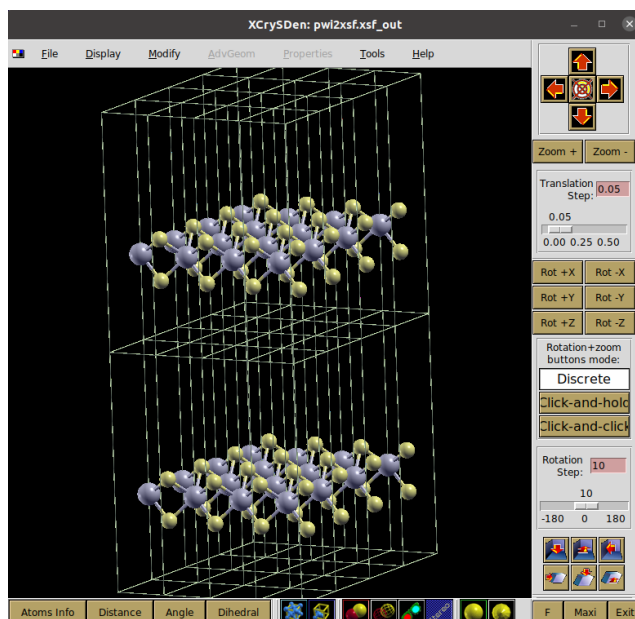 XCrySDen: pwi2xsf.xsf_out
File Display Modify AdvGeom Properties Tools Help
Zoom + Zoom -
Translation
Step: 0.05
0.05
0.00 0.25 0.50
Rot +X Rot -X
Rot +Y Rot -Y
Rot +Z Rot -Z
Rotation+zoom
buttons mode:
Discrete
Click-and-hold
Click-and-click
Rotation
Step: 10
10
-180 0 180
Atoms Info Distance Angle Dihedral stereo F Maxi Exit